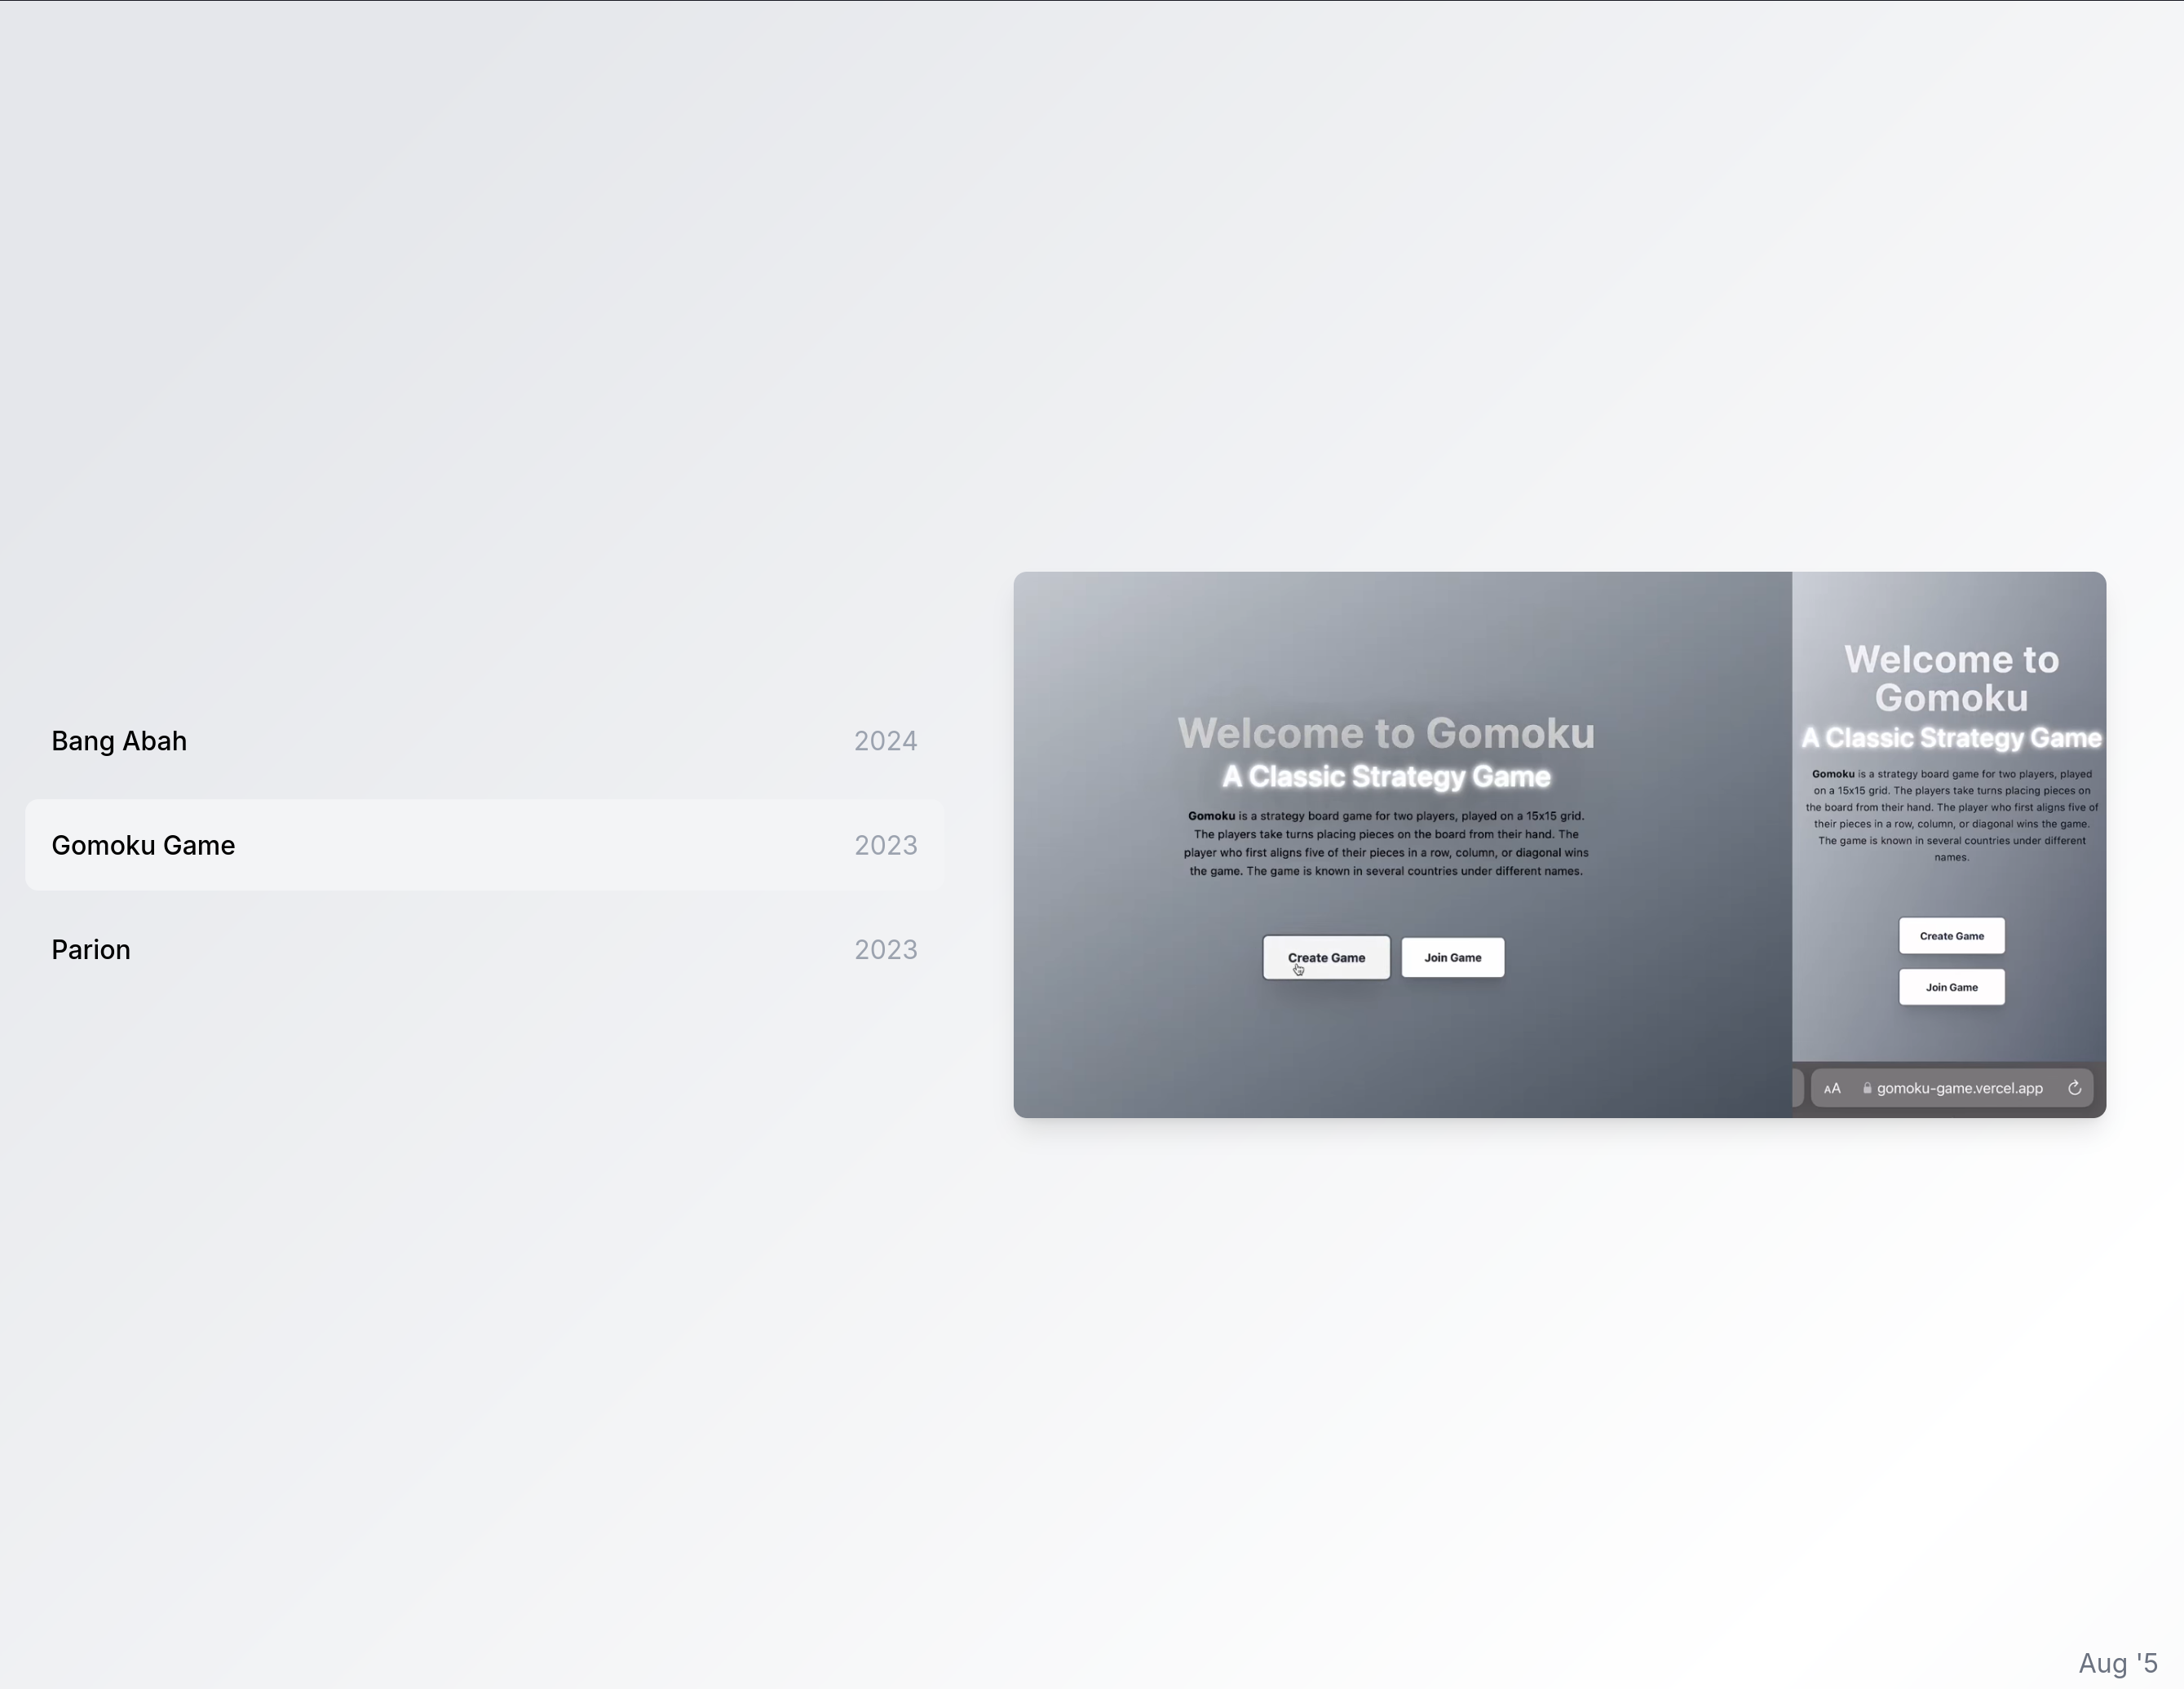 Bang Abah 2024
Gomoku Game 2023
Parion 2023
Welcome to Gomoku
A Classic Strategy Game
Gomoku is a strategy board game for two players, played on a 15x15 grid.
The players take turns placing pieces on the board from their hand. The
player who first aligns five of their pieces in a row, column, or diagonal wins
the game. The game is known in several countries under different names.
Create Game Join Game
Welcome to
Gomoku
A Classic Strategy Game
Gomoku is a strategy board game for two players, played
on a 15x15 grid. The players take turns placing pieces on
the board from their hand. The player who first aligns five of
their pieces in a row, column, or diagonal wins the game.
The game is known in several countries under different
names.
Create Game
Join Game
AA gomoku-game.vercel.app
Aug '5